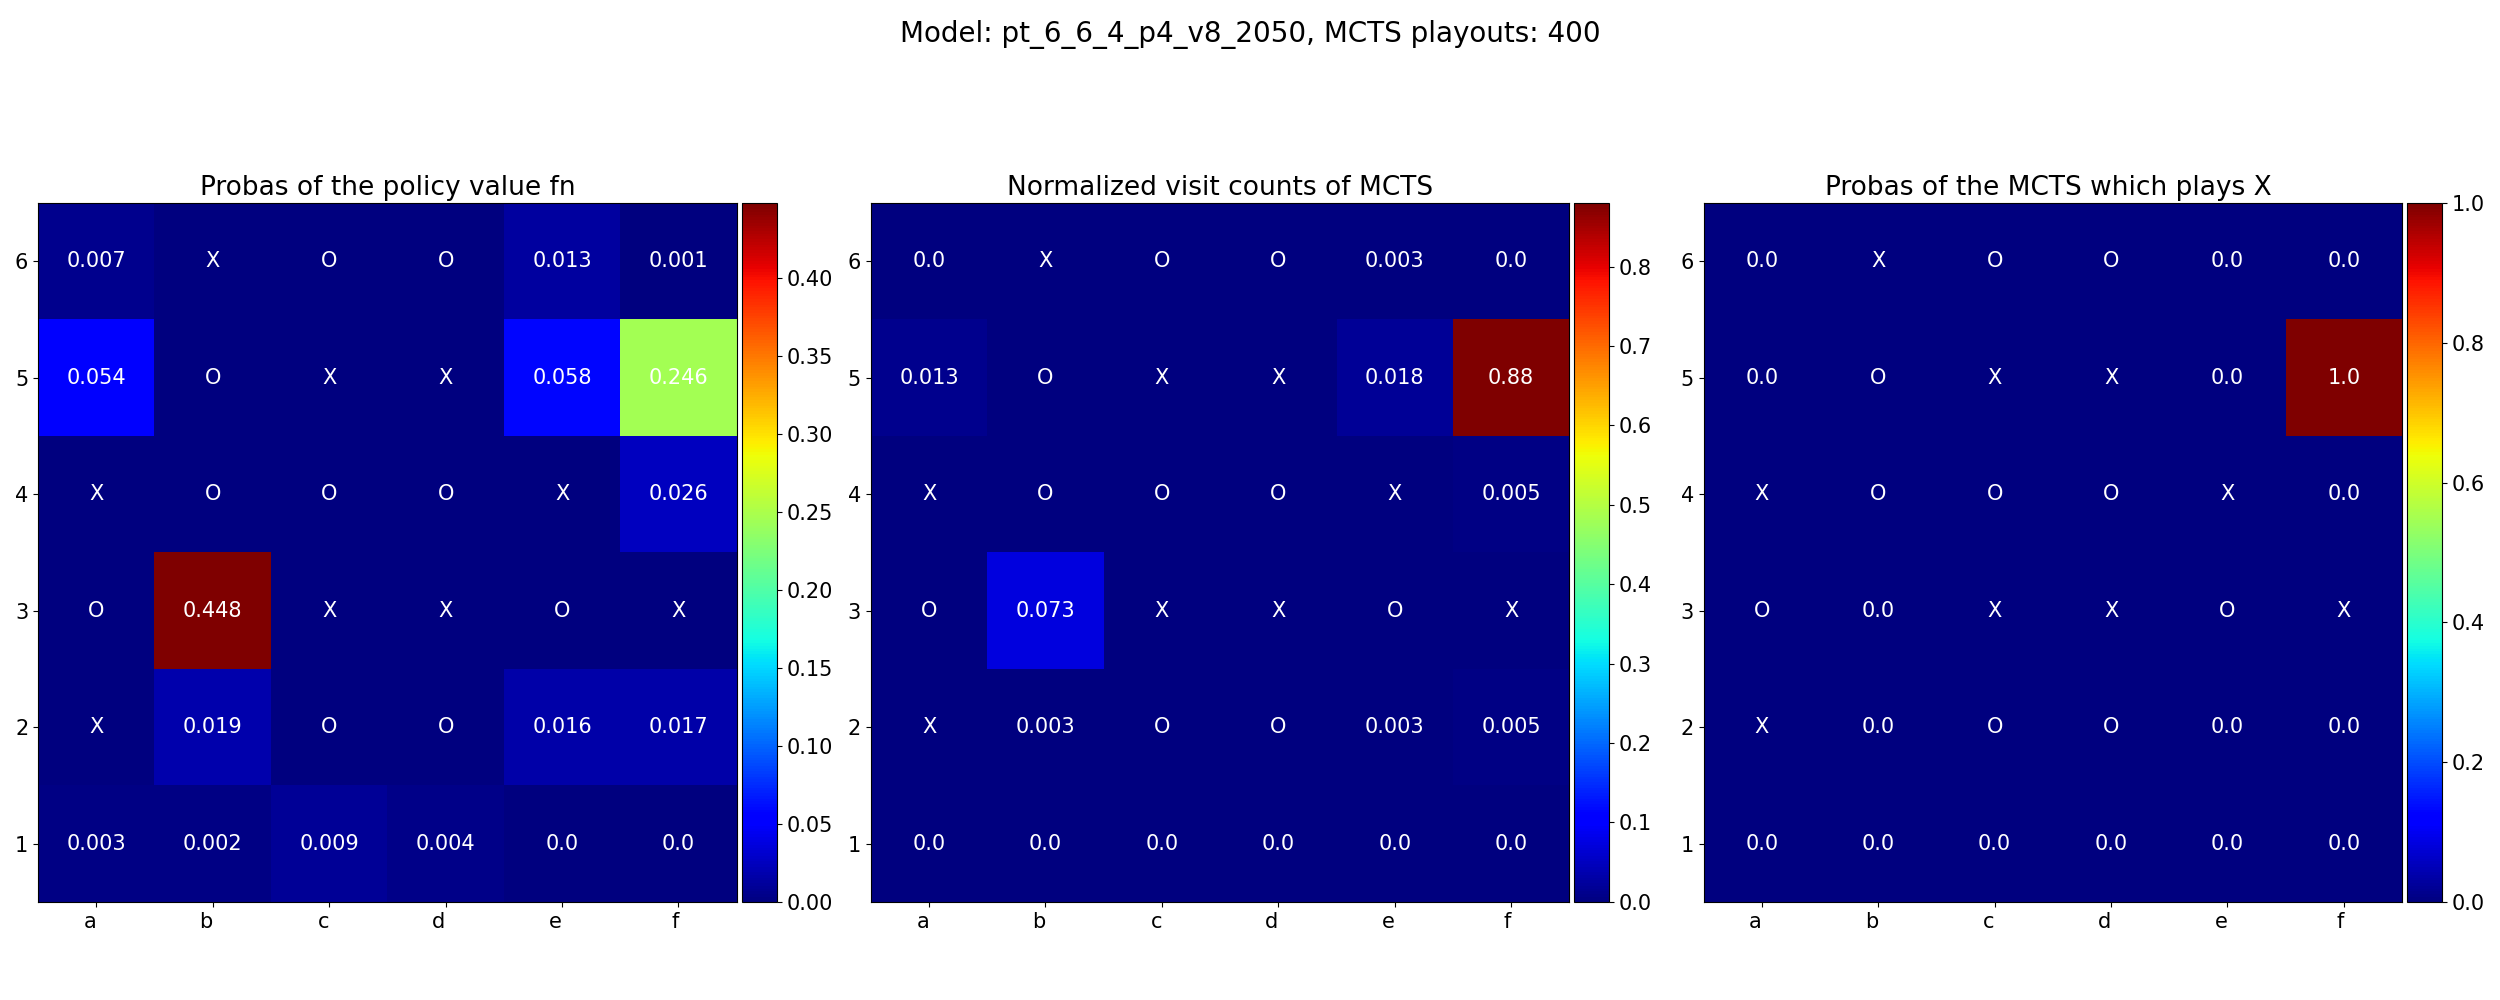 Model: pt_6_6_4_p4_v8_2050, MCTS playouts: 400
Probas of the policy value fn
6 0.007 X O O 0.013 0.001
5 0.054 O X X 0.058 0.246
4 X O O O X 0.026
3 O 0.448 X X O X
2 X 0.019 O O 0.016 0.017
1 0.003 0.002 0.009 0.004 0.0 0.0
a b c d e f
0.40
0.35
0.30
0.25
0.20
0.15
0.10
0.05
0.00
Normalized visit counts of MCTS
6 0.0 X O O 0.003 0.0
5 0.013 O X X 0.018 0.88
4 X O O O X 0.005
3 O 0.073 X X O X
2 X 0.003 O O 0.003 0.005
1 0.0 0.0 0.0 0.0 0.0 0.0
a b c d e f
0.8
0.7
0.6
0.5
0.4
0.3
0.2
0.1
0.0
Probas of the MCTS which plays X
6 0.0 X O O 0.0 0.0
5 0.0 O X X 0.0 1.0
4 X O O O X 0.0
3 O 0.0 X X O X
2 X 0.0 O O 0.0 0.0
1 0.0 0.0 0.0 0.0 0.0 0.0
a b c d e f
1.0
0.8
0.6
0.4
0.2
0.0